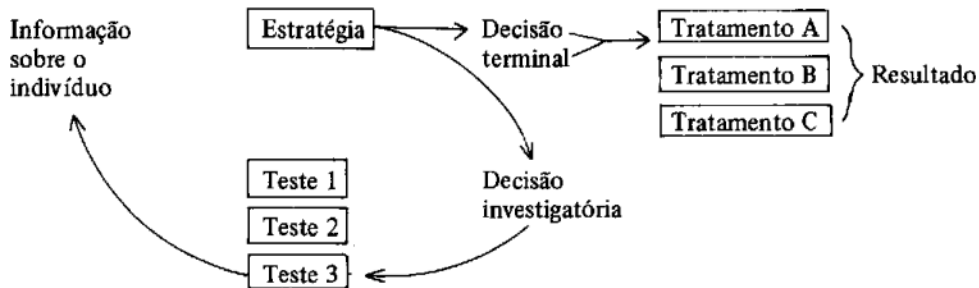 Informação
sobre o
indivíduo
Estratégia
Decisão
terminal
Tratamento A
Tratamento B
Tratamento C
Resultado
Teste 1
Teste 2
Teste 3
Decisão
investigatória